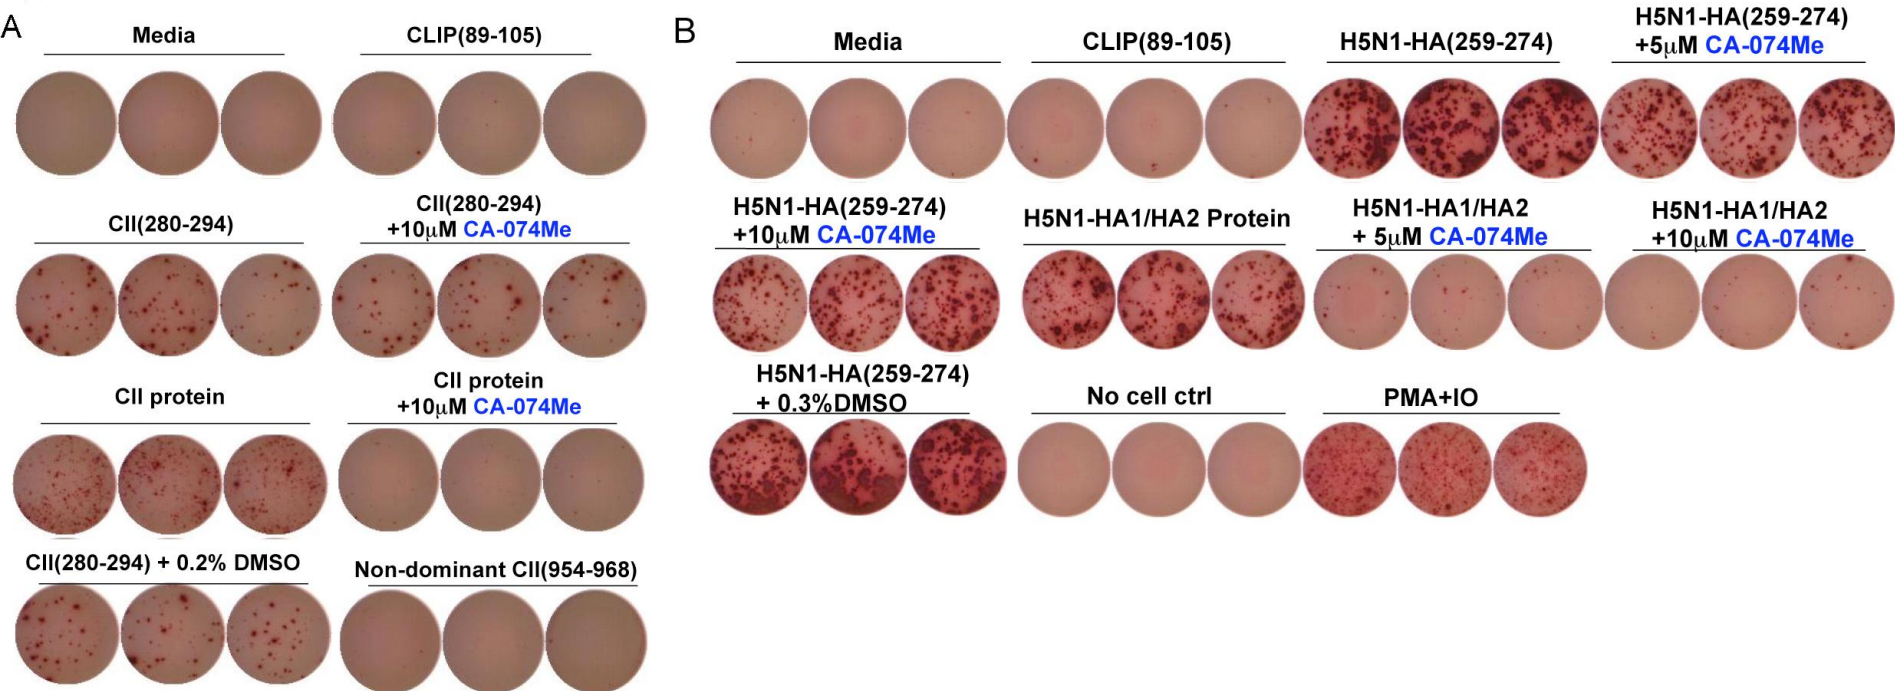 A
Media
CLIP(89-105)
CII(280-294)
CII(280-294)
+10μM CA-074Me
CII protein
CII protein
+10μM CA-074Me
CII(280-294) + 0.2% DMSO
Non-dominant CII(954-968)
B
Media
CLIP(89-105)
H5N1-HA(259-274)
H5N1-HA(259-274)
+5μM CA-074Me
H5N1-HA(259-274)
+10μM CA-074Me
H5N1-HA1/HA2 Protein
H5N1-HA1/HA2
+ 5μM CA-074Me
H5N1-HA1/HA2
+10μM CA-074Me
H5N1-HA(259-274)
+ 0.3%DMSO
No cell ctrl
PMA+IO